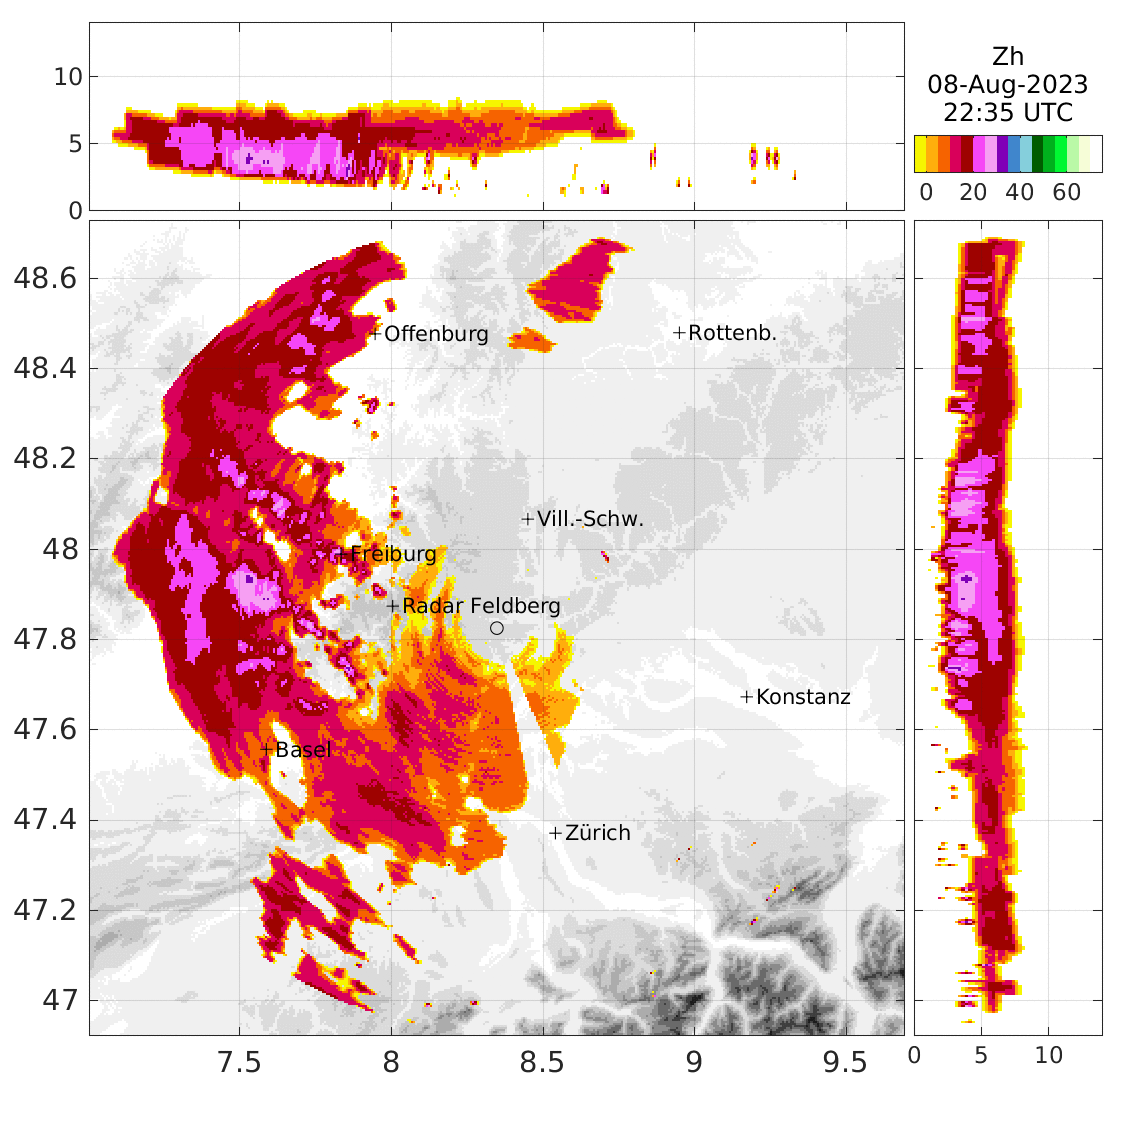 10
5
0
Zh
08-Aug-2023
22:35 UTC
0 20 40 60
48.6
48.4
48.2
48
47.8
47.6
47.4
47.2
47
+Offenburg
+Rottenb.
+Vill.-Schw.
+Freiburg
+Radar Feldberg
+Konstanz
+Basel
+Zürich
7.5 8 8.5 9 9.5
0 5 10